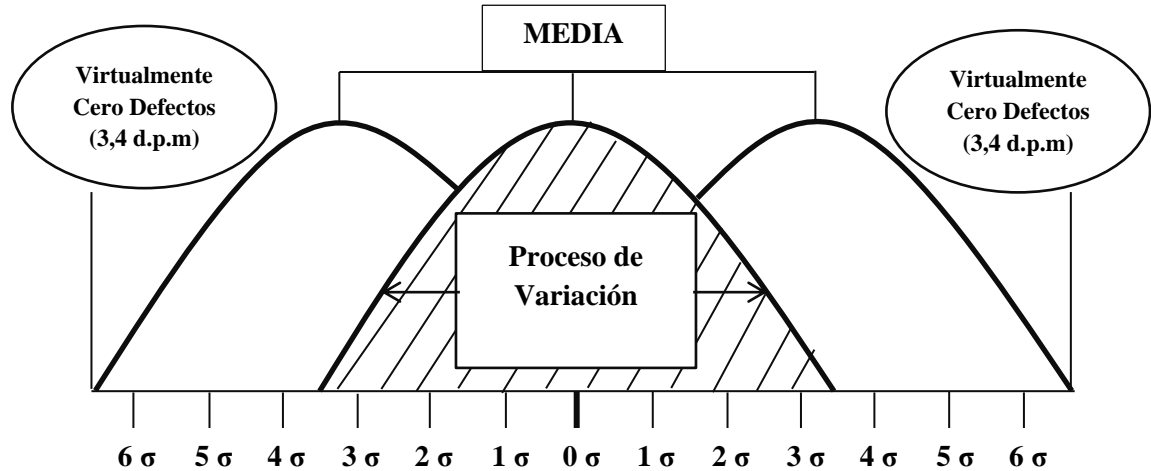 MEDIA
Virtualmente
Cero Defectos
(3,4 d.p.m)
Virtualmente
Cero Defectos
(3,4 d.p.m)
Proceso de
Variación
6 σ 5 σ 4 σ 3 σ 2 σ 1 σ 0 σ 1 σ 2 σ 3 σ 4 σ 5 σ 6 σ